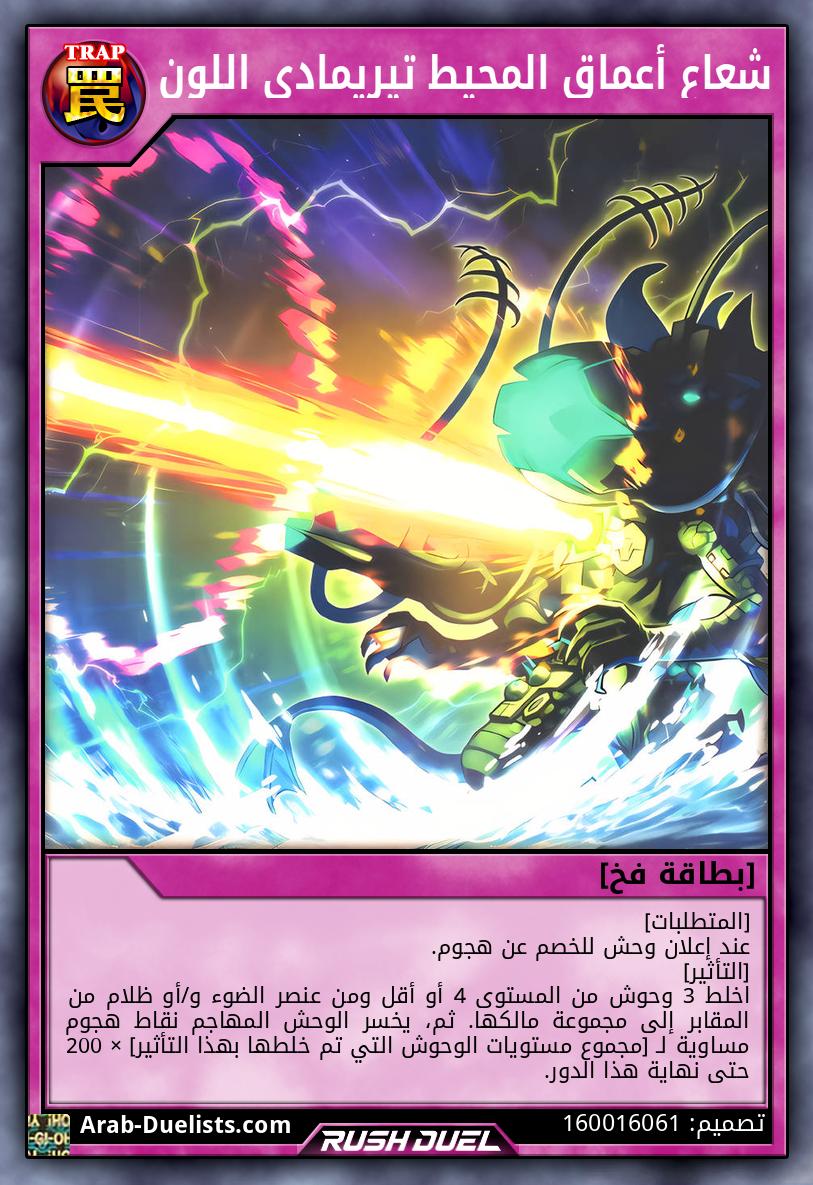 TRAP
罠
شعاع أعماق المحيط تيريمادى اللون
[بطاقة فخ]
[المتطلبات]
عند إعلان وحش للخصم عن هجوم.
[التأثير]
اخلط 3 وحوش من المستوى 4 أو أقل ومن عنصر الضوء و/أو ظلام من
المقابر إلى مجموعة مالكها. ثم، يخسر الوحش المهاجم نقاط هجوم
مساوية لـ [مجموع مستويات الوحوش التي تم خلطها بهذا التأثير] × 200
حتى نهاية هذا الدور.
Arab-Duelists.com
RUSH DUEL
تصميم: 160016061